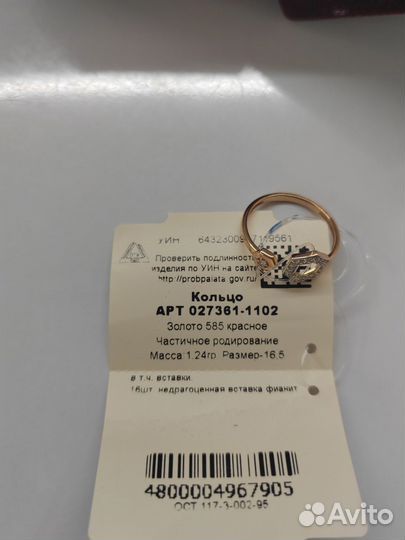 УИН 6432300
119561
Проверить подлинность
изделия по УИН на сайте
http://probpalata.gov.ru/
Кольцо
АРТ 027361-1102
Золото 585 красное
Частичное родирование
Масса 1.24гр. Размер-16,5
в т.ч. вставки:
16шт. недрагоценная вставка фианит
4800004967905
ОСТ 117-3-002-95
Avito